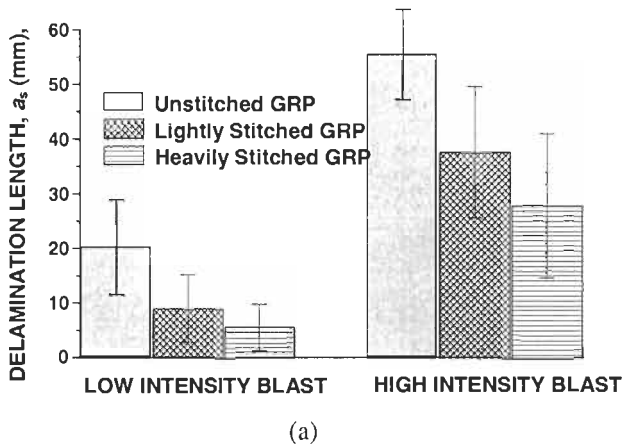 DELAMINATION LENGTH, aₛ (mm),
60
50
40
30
20
10
0
Unstitched GRP
Lightly Stitched GRP
Heavily Stitched GRP
LOW INTENSITY BLAST
HIGH INTENSITY BLAST
(a)